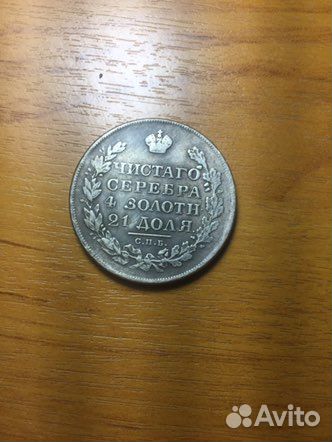 ЧИСТАГО
СЕРЕБРА
4 ЗОЛОТН
21 ДОЛЯ.
С.П.Б.
Avito